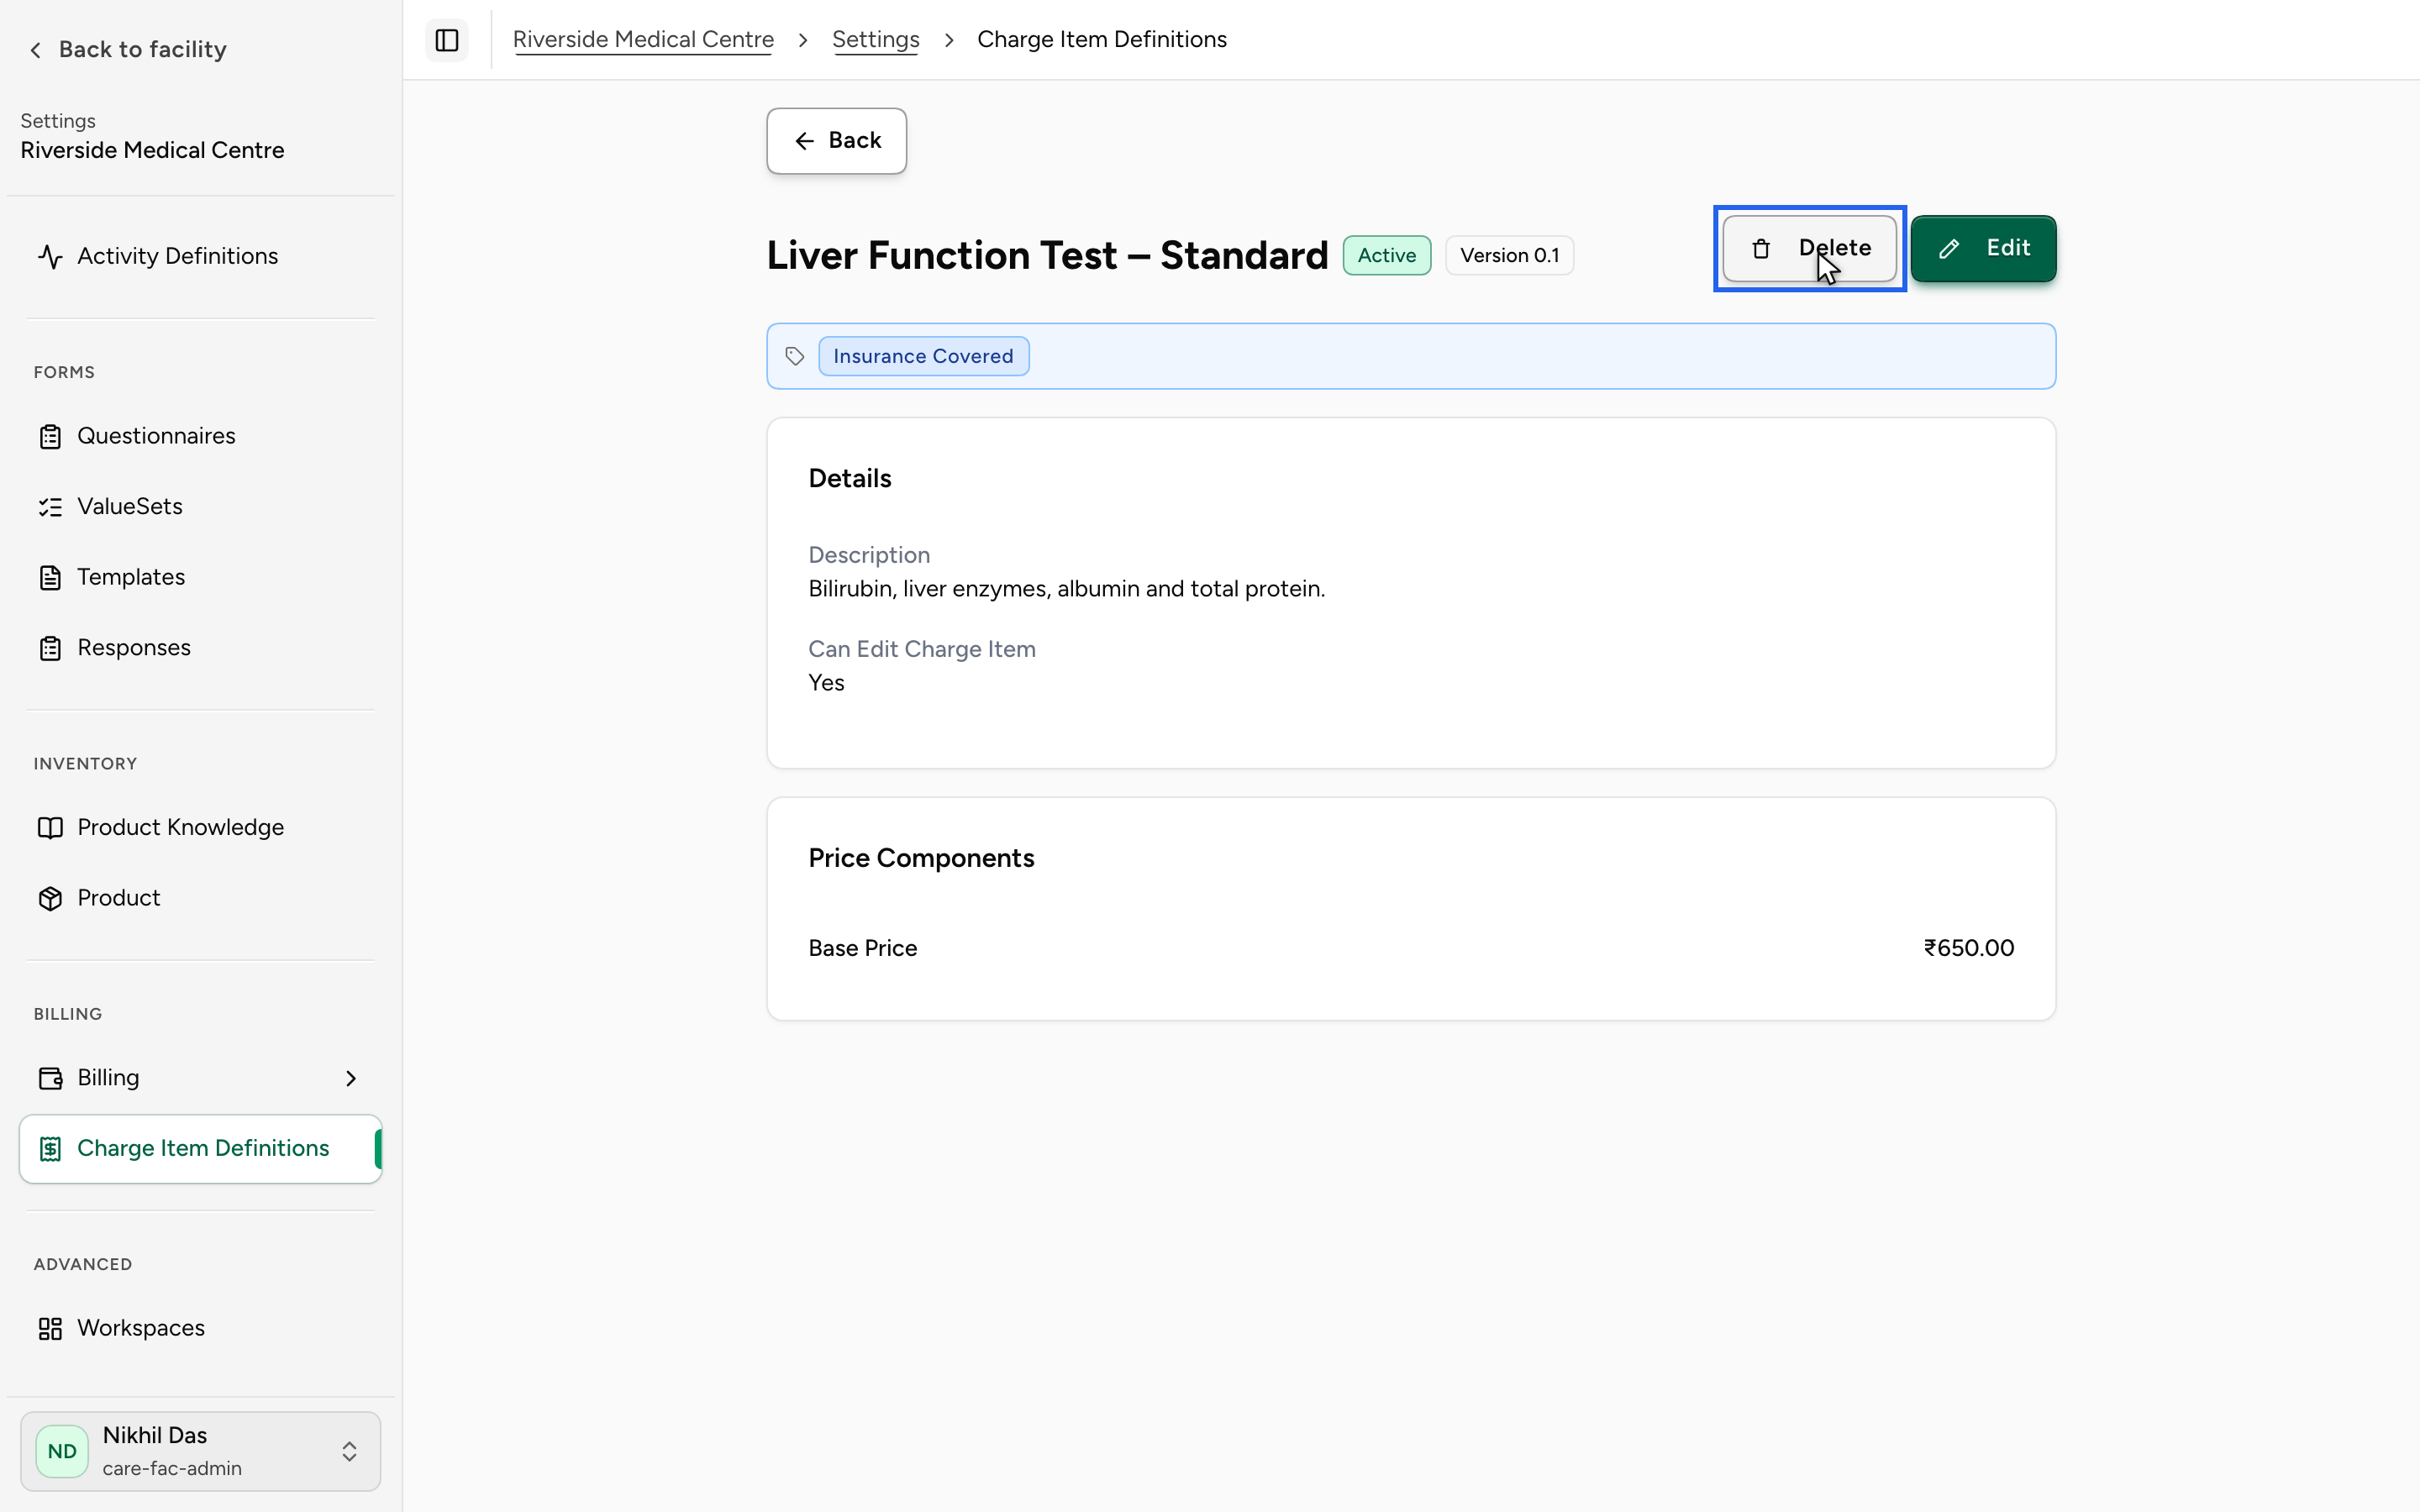 Back to facility
Settings
Riverside Medical Centre
Activity Definitions
FORMS
Questionnaires
ValueSets
Templates
Responses
INVENTORY
Product Knowledge
Product
BILLING
Billing
Charge Item Definitions
ADVANCED
Workspaces
ND
Nikhil Das
care-fac-admin
Riverside Medical Centre > Settings > Charge Item Definitions
Back
Liver Function Test – Standard Active Version 0.1
Delete Edit
Insurance Covered
Details
Description
Bilirubin, liver enzymes, albumin and total protein.
Can Edit Charge Item
Yes
Price Components
Base Price ₹650.00